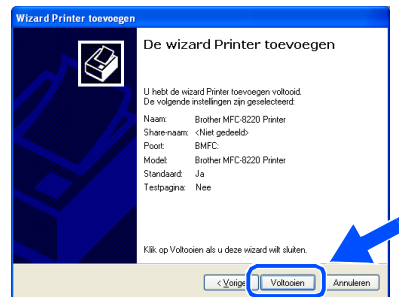 Wizard Printer toevoegen
De wizard Printer toevoegen
U hebt de wizard Printer toevoegen voltooid.
De volgende instellingen zijn geselecteerd:
Naam: Brother MFC-8220 Printer
Share-naam: <Niet gedeeld>
Poort: BMFC:
Model: Brother MFC-8220 Printer
Standaard: Ja
Testpagina: Nee
Klik op Voltooien als u deze wizard wilt sluiten.
< Vorige Voltooien Annuleren